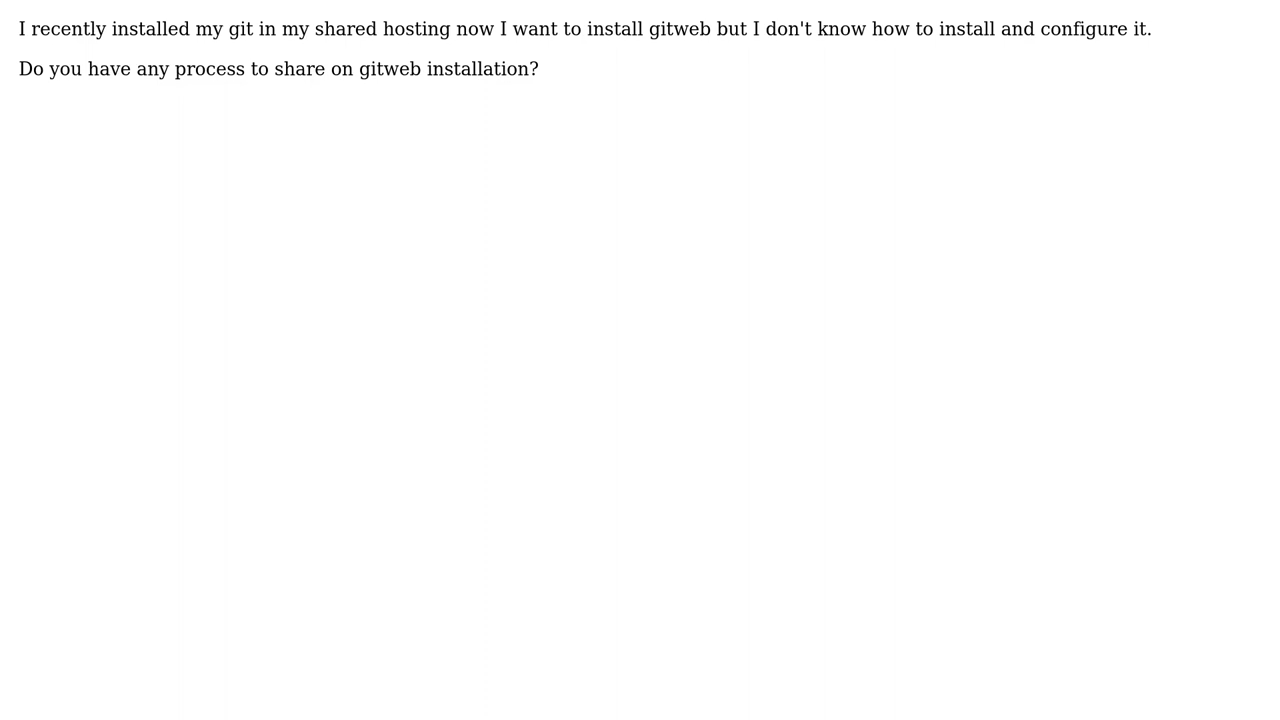 I recently installed my git in my shared hosting now I want to install gitweb but I don't know how to install and configure it.
Do you have any process to share on gitweb installation?